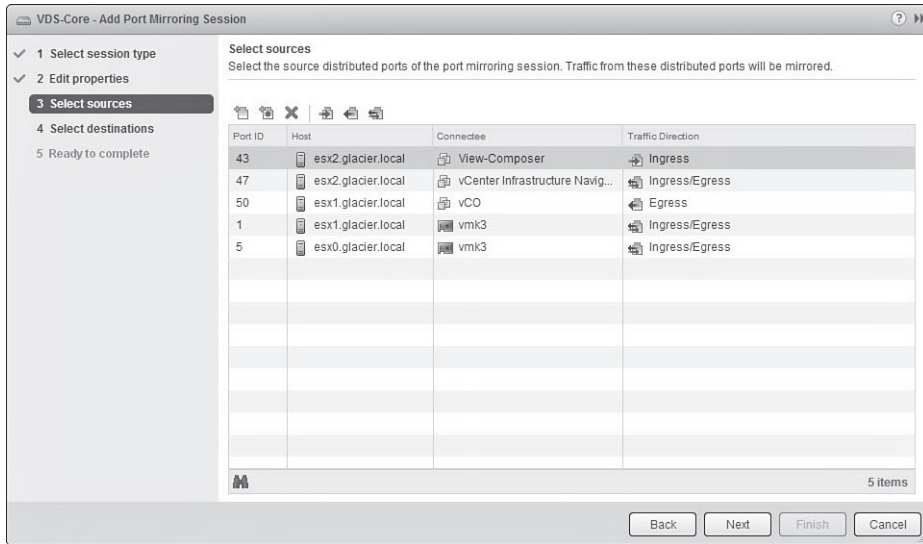 VDS-Core - Add Port Mirroring Session
?
1 Select session type
2 Edit properties
3 Select sources
4 Select destinations
5 Ready to complete
Select sources
Select the source distributed ports of the port mirroring session. Traffic from these distributed ports will be mirrored.
Port ID Host Connectee Traffic Direction
43 esx2.glacier.local View-Composer Ingress
47 esx2.glacier.local vCenter Infrastructure Navig... Ingress/Egress
50 esx1.glacier.local vCO Egress
1 esx1.glacier.local vmk3 Ingress/Egress
5 esx0.glacier.local vmk3 Ingress/Egress
5 items
Back Next Finish Cancel